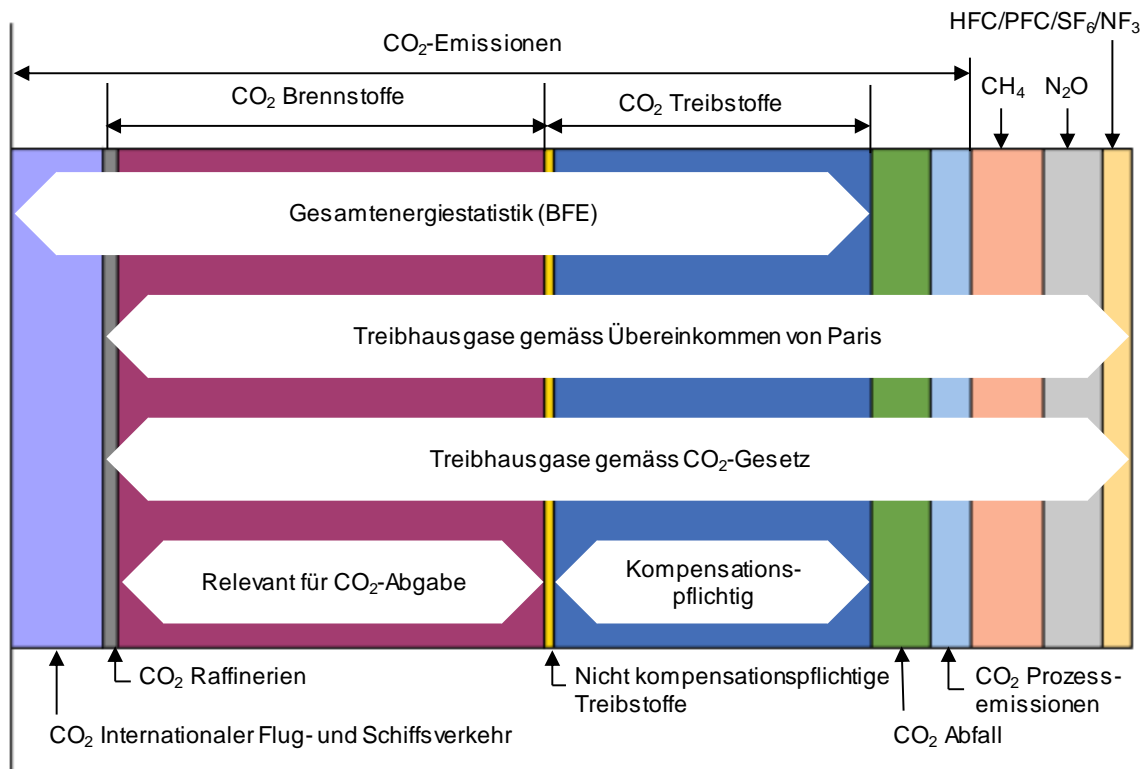 HFC/PFC/SF₆/NF₃
CO₂-Emissionen
CO₂ Brennstoffe
CO₂ Treibstoffe
CH₄
N₂O
Gesamtenergiestatistik (BFE)
Treibhausgase gemäss Übereinkommen von Paris
Treibhausgase gemäss CO₂-Gesetz
Relevant für CO₂-Abgabe
Kompensations-
pflichtig
CO₂ Raffinerien
Nicht kompensationspflichtige
Treibstoffe
CO₂ Prozess-
emissionen
CO₂ Internationaler Flug- und Schiffsverkehr
CO₂ Abfall